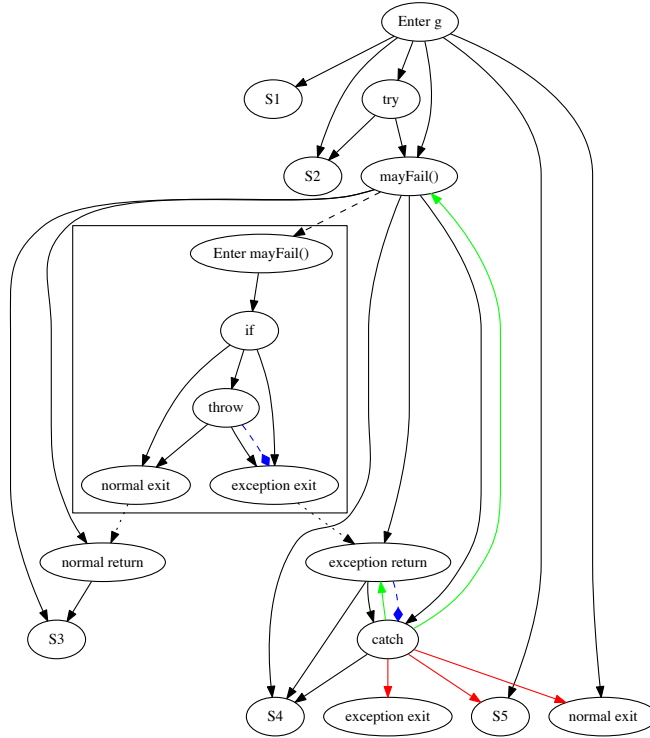 Enter g
S1
try
S2
mayFail()
Enter mayFail()
if
throw
normal exit
exception exit
normal return
exception return
S3
catch
S4
exception exit
S5
normal exit